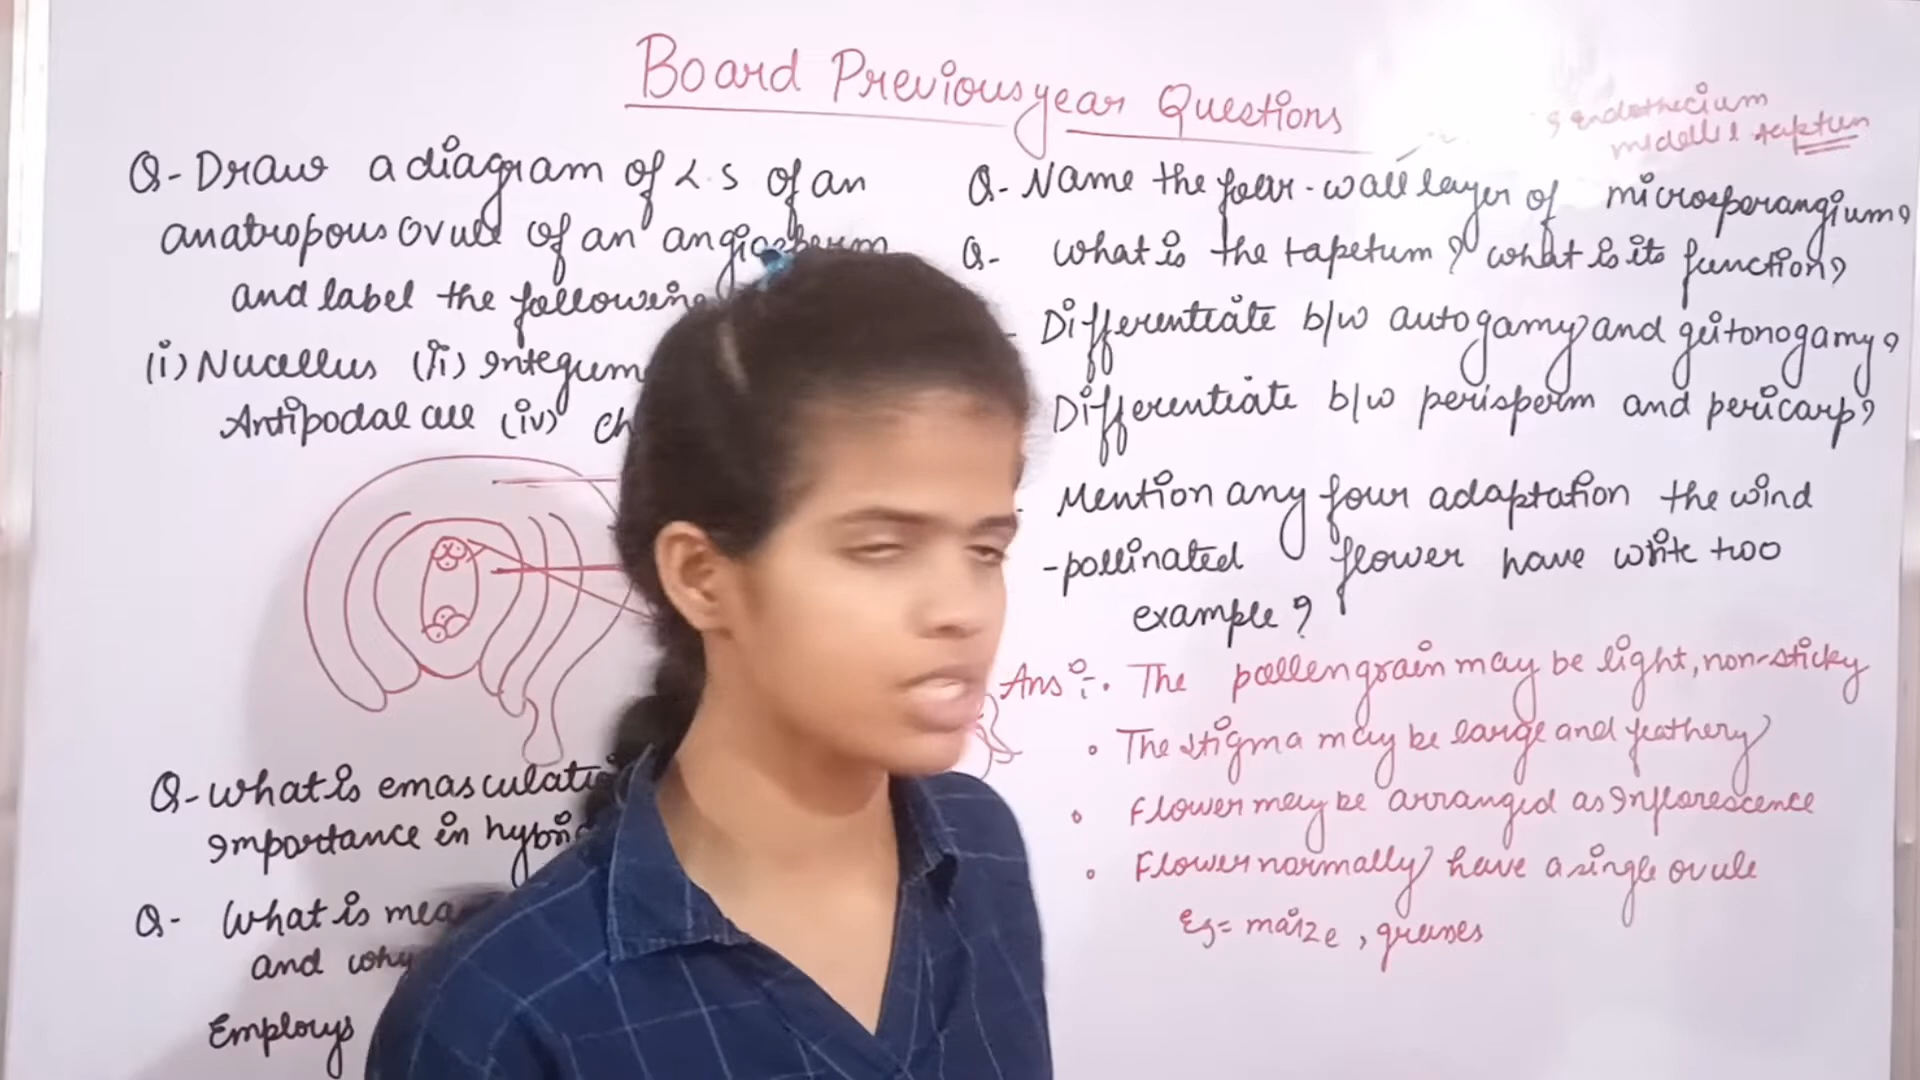 Board Previous year Questions
endothecium
midelle tapetum
Q- Draw a diagram of L.S of an
anatropous ovule of an angiosperm
and label the following
(i) Nucellus (ii) Integum
Antipodal cell (iv) ch
Q- what is emasculati
Importance in hybri
Q- What is mea
and why
Employs
Q- Name the four-wall layer of microsporangium?
Q- what is the tapetum? what is its function?
Differentiate b/w autogamy and geitonogamy?
Differentiate b/w perisperm and pericarp?
Mention any four adaptation the wind
-pollinated flower have write two
example?
Ans:-. The pollengrain may be light, non-sticky
• The stigma may be large and feathery
• Flower may be arranged as Inflorescence
• Flower normally have a single ovule
Eg= maize, grasses